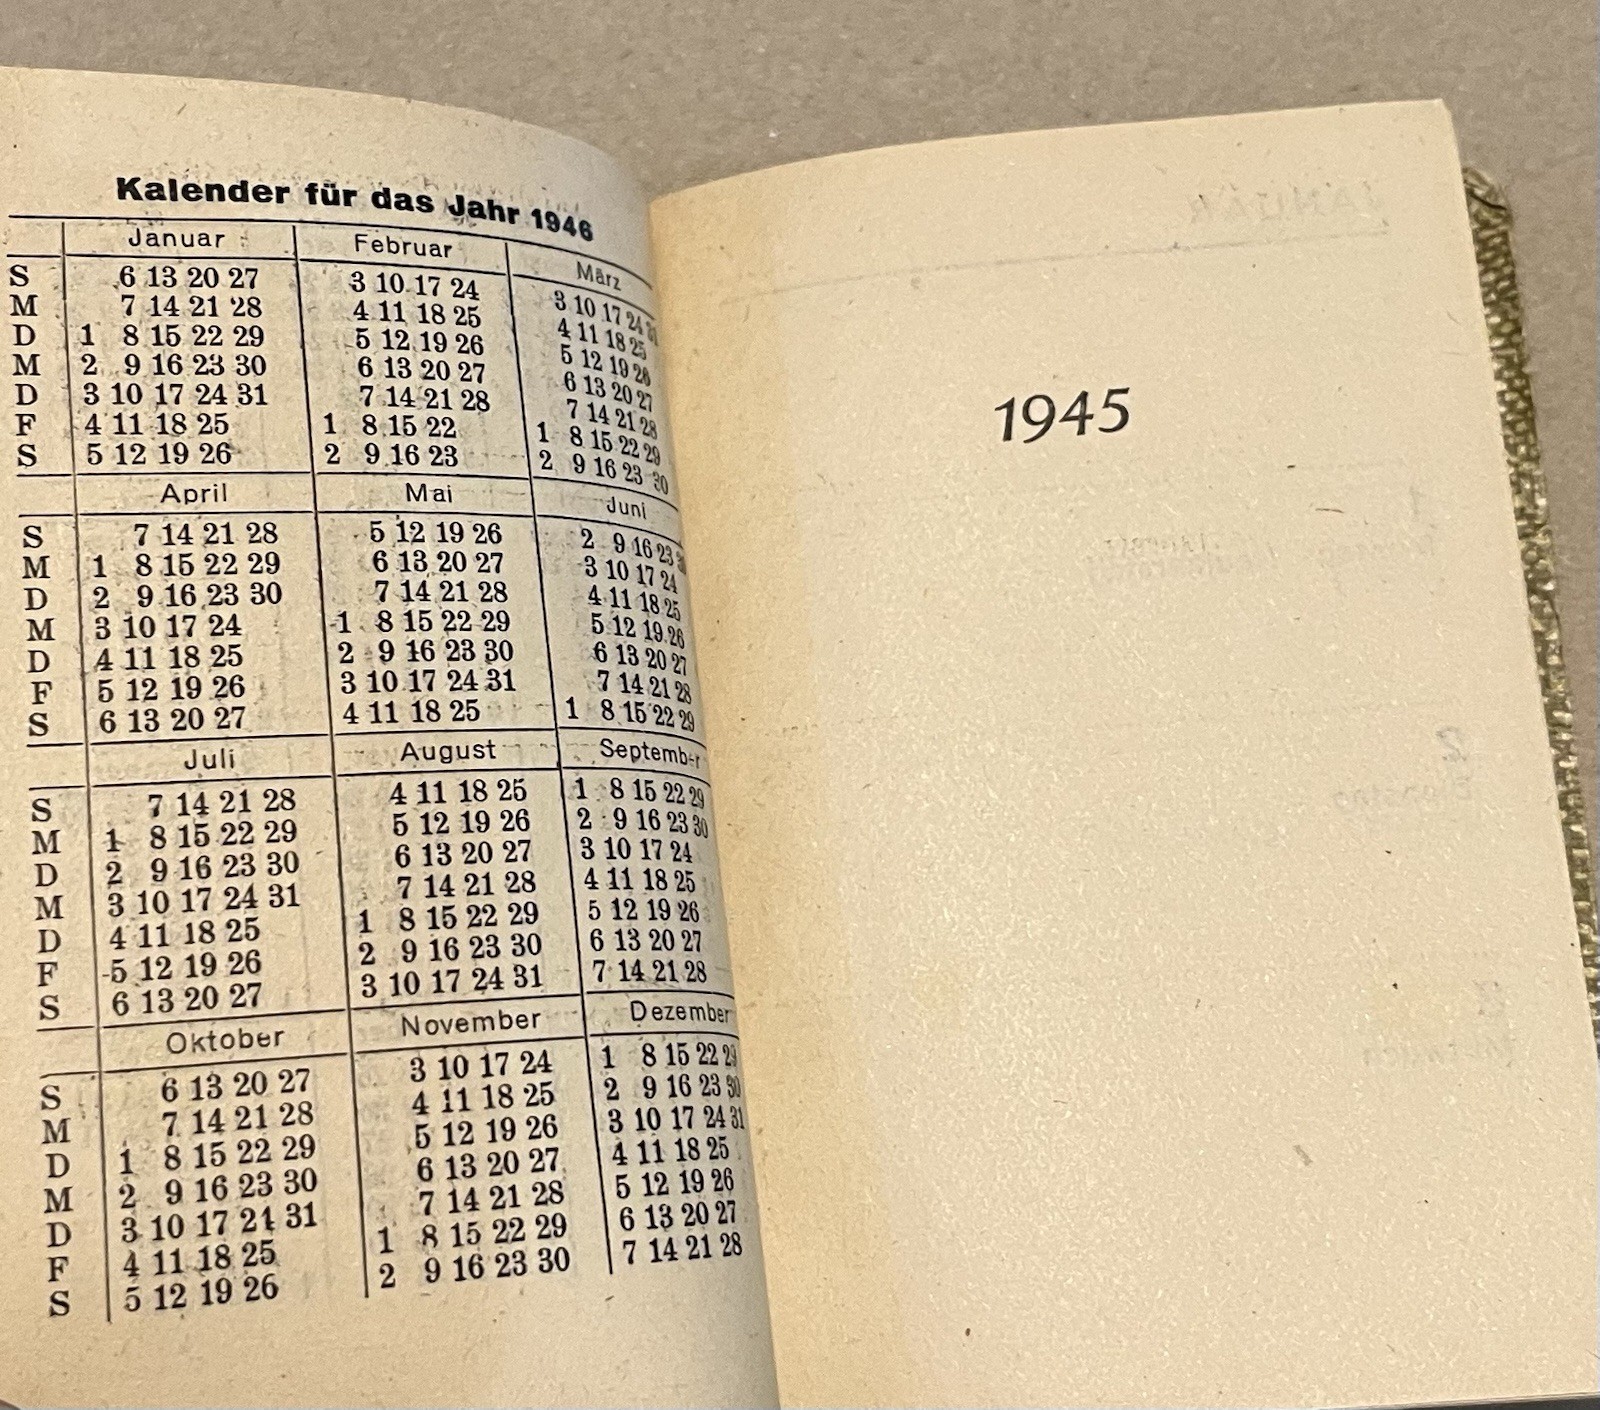 Kalender für das Jahr 1946
Januar Februar März
S 6 13 20 27 3 10 17 24 3 10 17 24 31
M 7 14 21 28 4 11 18 25 4 11 18 25
D 1 8 15 22 29 5 12 19 26 5 12 19 26
M 2 9 16 23 30 6 13 20 27 6 13 20 27
D 3 10 17 24 31 7 14 21 28 7 14 21 28
F 4 11 18 25 1 8 15 22 1 8 15 22 29
S 5 12 19 26 2 9 16 23 2 9 16 23 30
April Mai Juni
S 7 14 21 28 5 12 19 26 2 9 16 23 30
M 1 8 15 22 29 6 13 20 27 3 10 17 24
D 2 9 16 23 30 7 14 21 28 4 11 18 25
M 3 10 17 24 1 8 15 22 29 5 12 19 26
D 4 11 18 25 2 9 16 23 30 6 13 20 27
F 5 12 19 26 3 10 17 24 31 7 14 21 28
S 6 13 20 27 4 11 18 25 1 8 15 22 29
Juli August September
S 7 14 21 28 4 11 18 25 1 8 15 22 29
M 1 8 15 22 29 5 12 19 26 2 9 16 23 30
D 2 9 16 23 30 6 13 20 27 3 10 17 24
M 3 10 17 24 31 7 14 21 28 4 11 18 25
D 4 11 18 25 1 8 15 22 29 5 12 19 26
F 5 12 19 26 2 9 16 23 30 6 13 20 27
S 6 13 20 27 3 10 17 24 31 7 14 21 28
Oktober November Dezember
S 6 13 20 27 3 10 17 24 1 8 15 22 29
M 7 14 21 28 4 11 18 25 2 9 16 23 30
D 1 8 15 22 29 5 12 19 26 3 10 17 24 31
M 2 9 16 23 30 6 13 20 27 4 11 18 25
D 3 10 17 24 31 7 14 21 28 5 12 19 26
F 4 11 18 25 1 8 15 22 29 6 13 20 27
S 5 12 19 26 2 9 16 23 30 7 14 21 28
1945